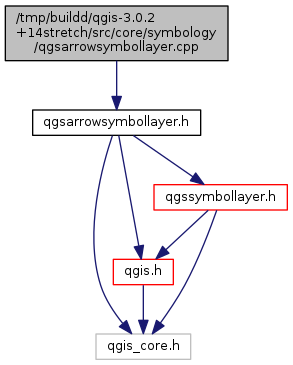 /tmp/buildd/qgis-3.0.2
+14stretch/src/core/symbology
/qgsarrowsymbollayer.cpp
qgsarrowsymbollayer.h
qgssymbollayer.h
qgis.h
qgis_core.h